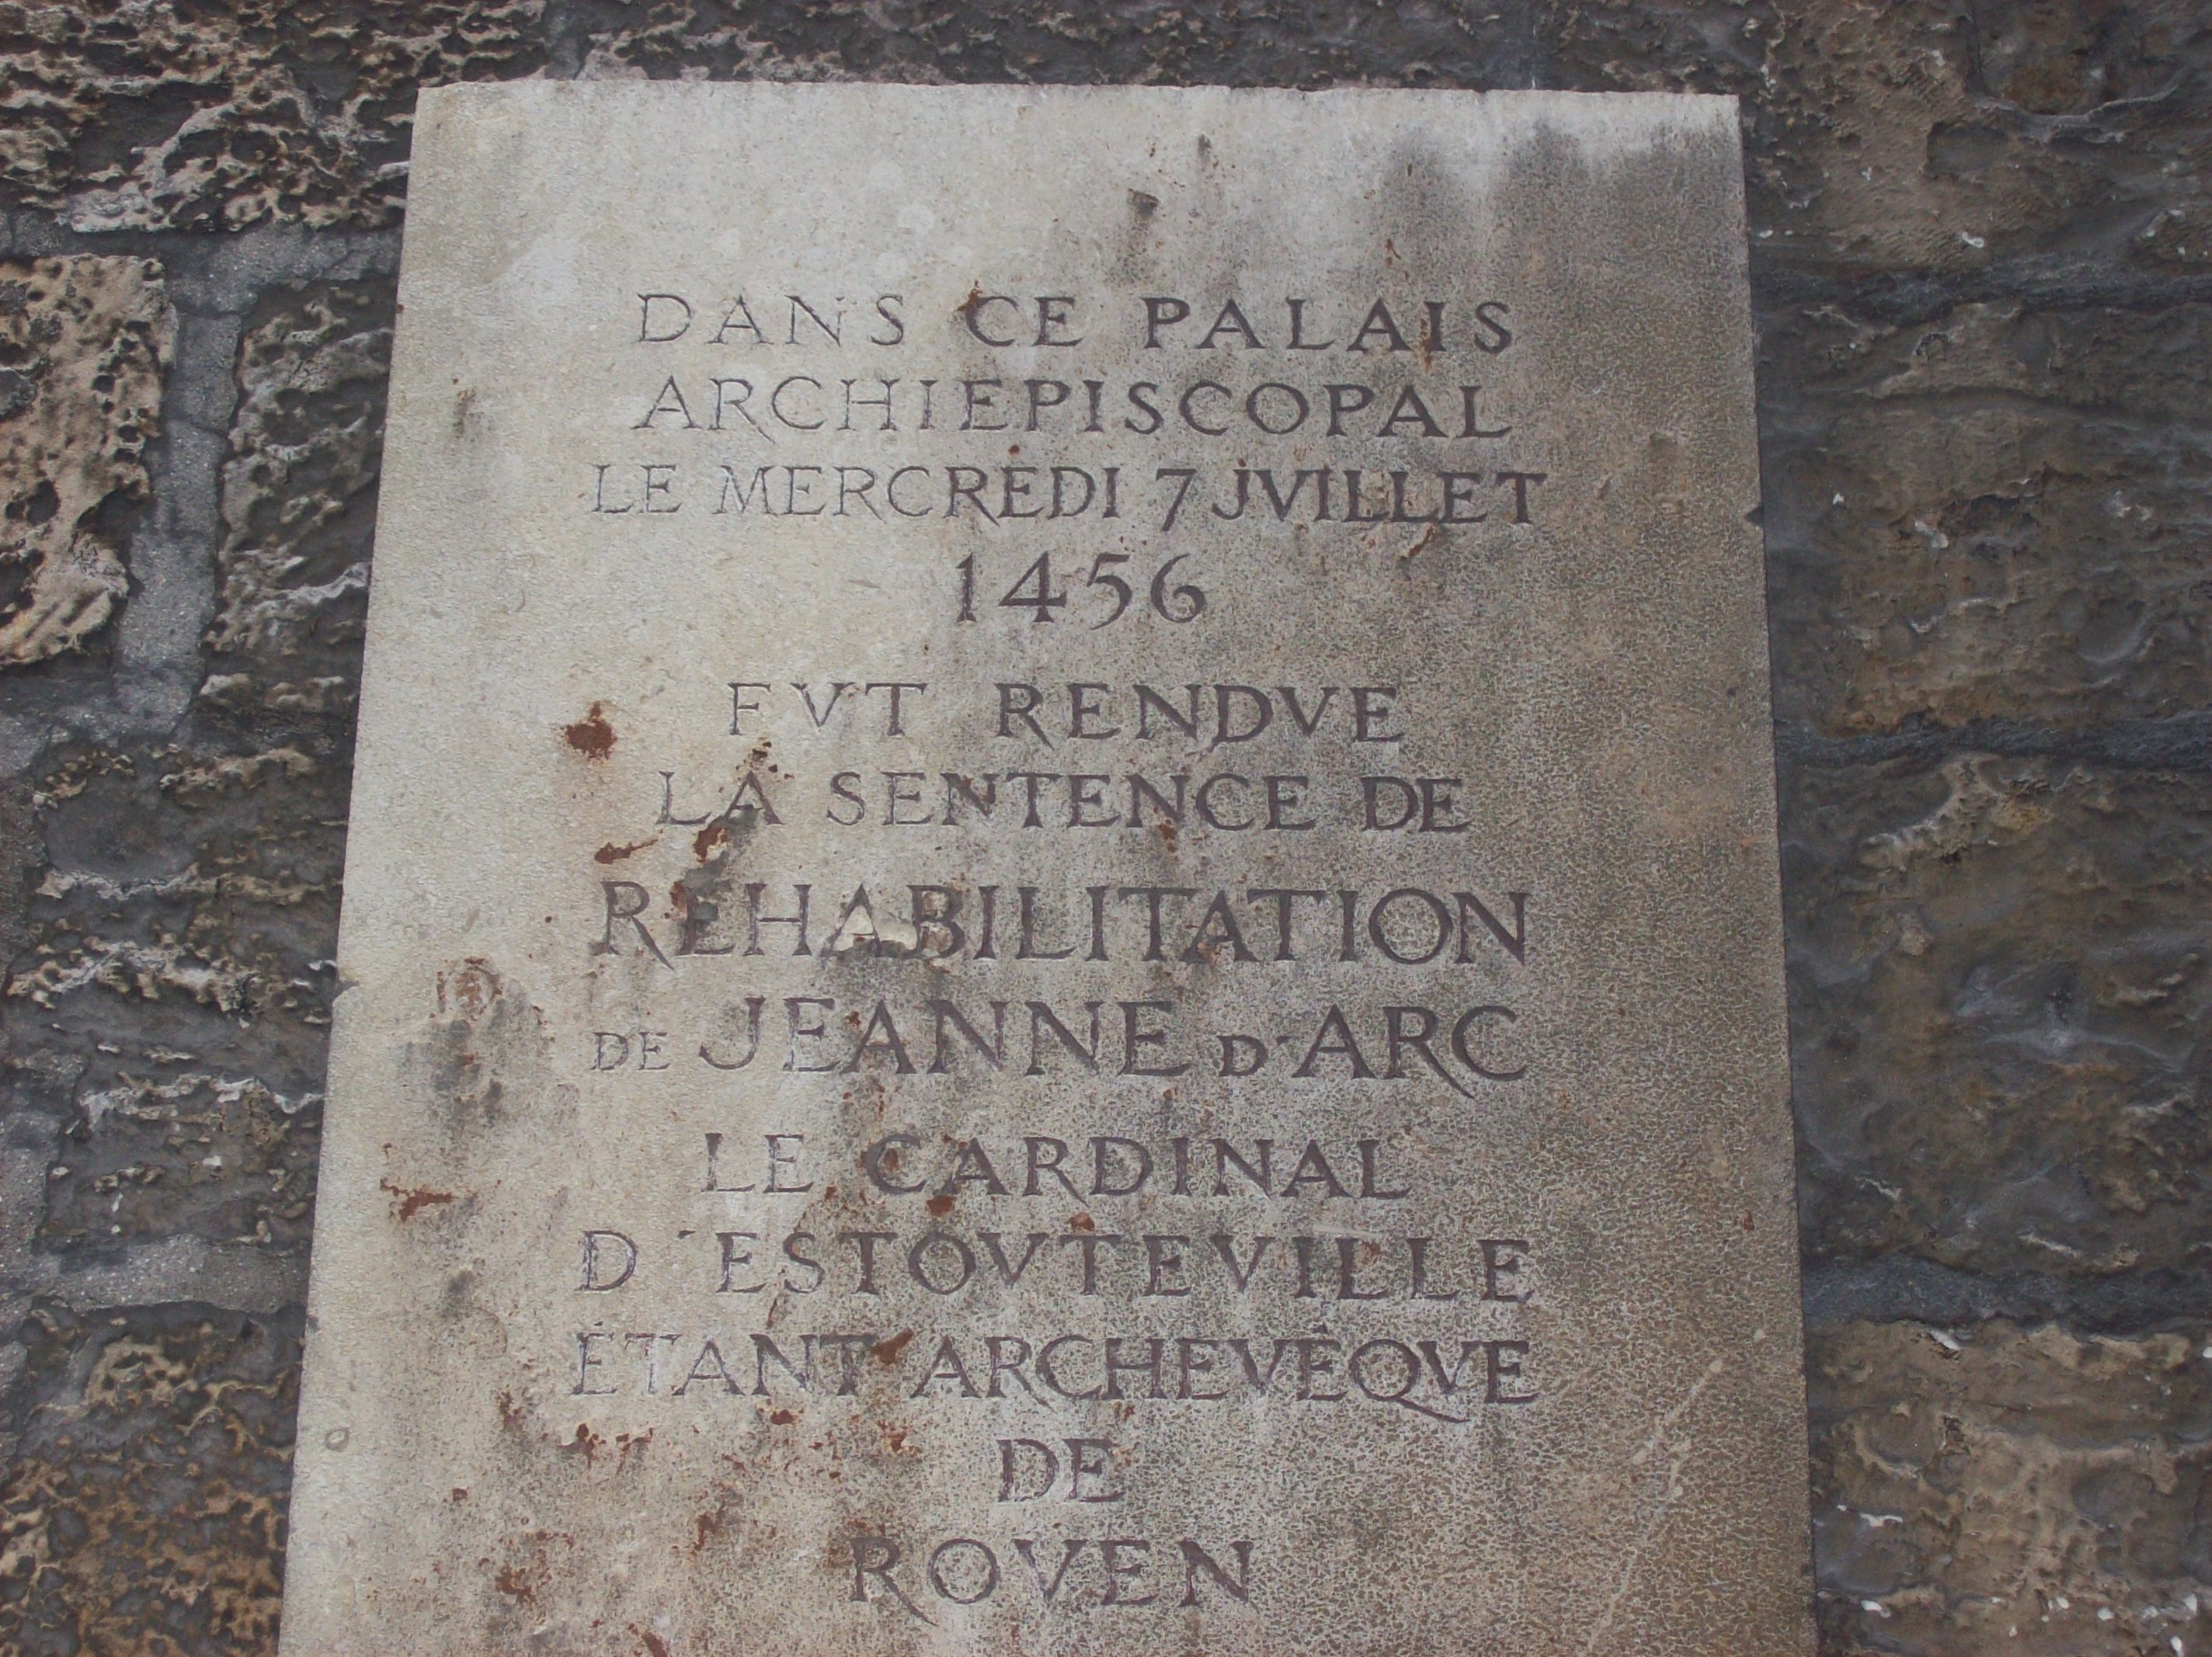 DANS CE PALAIS
ARCHIEPISCOPAL
LE MERCREDI 7 JVILLET
1456
FVT RENDVE
LA SENTENCE DE
REHABILITATION
DE JEANNE D'ARC
LE CARDINAL
D'ESTOVTEVILLE
ÉTANT ARCHEVÊQVE
DE
ROVEN